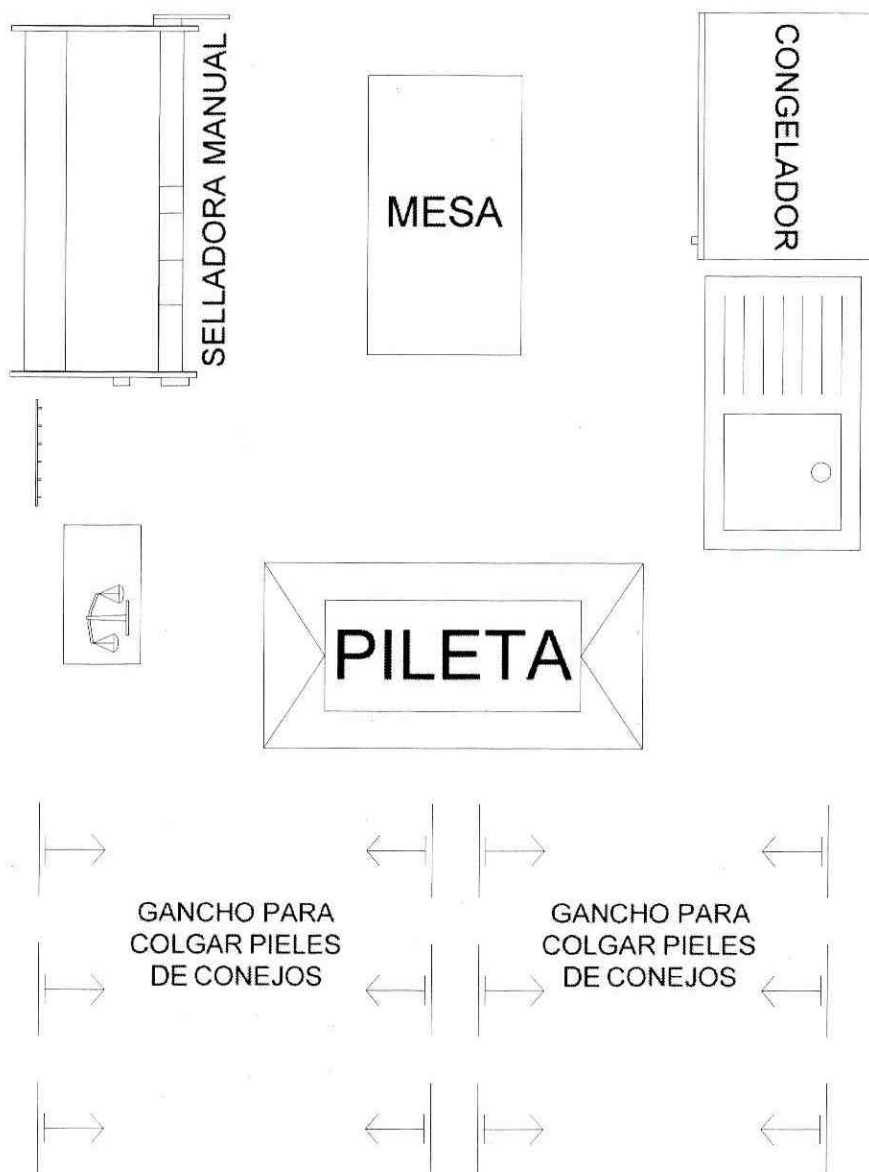 SELLADORA MANUAL
MESA
CONGELADOR
PILETA
GANCHO PARA
COLGAR PIELES
DE CONEJOS
GANCHO PARA
COLGAR PIELES
DE CONEJOS